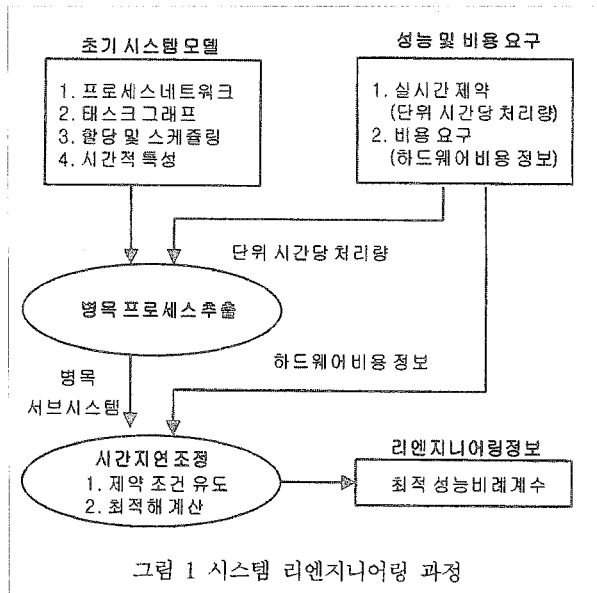 초기 시스템 모델
1. 프로세스네트워크
2. 태스크 그래프
3. 할당 및 스케쥴링
4. 시간적 특성
성능 및 비용 요구
1. 실시간 제약
(단위 시간당 처리량)
2. 비용 요구
(하드웨어 비용 정보)
단위 시간당 처리량
병목 프로세스 추출
하드웨어 비용 정보
병목
서브시스템
시간지연 조정
1. 제약 조건 유도
2. 최적해 계산
리엔지니어링정보
최적 성능비례계수
그림 1 시스템 리엔지니어링 과정